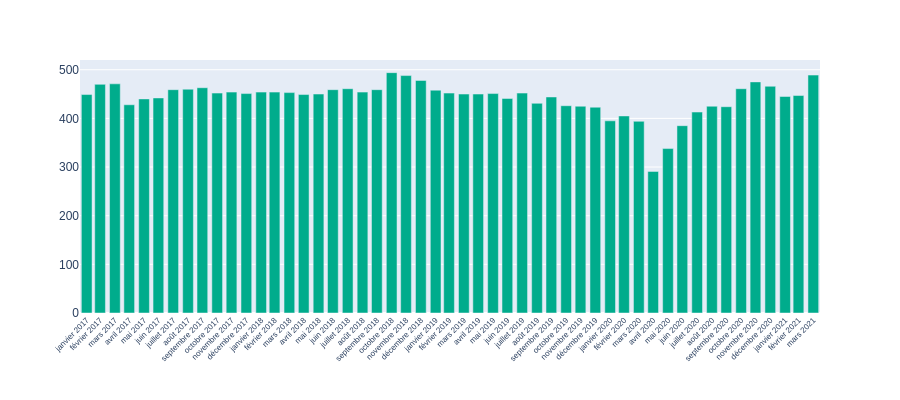 500
400
300
200
100
0
janvier 2017
février 2017
mars 2017
avril 2017
mai 2017
juin 2017
juillet 2017
août 2017
septembre 2017
octobre 2017
novembre 2017
décembre 2017
janvier 2018
février 2018
mars 2018
avril 2018
mai 2018
juin 2018
juillet 2018
août 2018
septembre 2018
octobre 2018
novembre 2018
décembre 2018
janvier 2019
février 2019
mars 2019
avril 2019
mai 2019
juin 2019
juillet 2019
août 2019
septembre 2019
octobre 2019
novembre 2019
décembre 2019
janvier 2020
février 2020
mars 2020
avril 2020
mai 2020
juin 2020
juillet 2020
août 2020
septembre 2020
octobre 2020
novembre 2020
décembre 2020
janvier 2021
février 2021
mars 2021